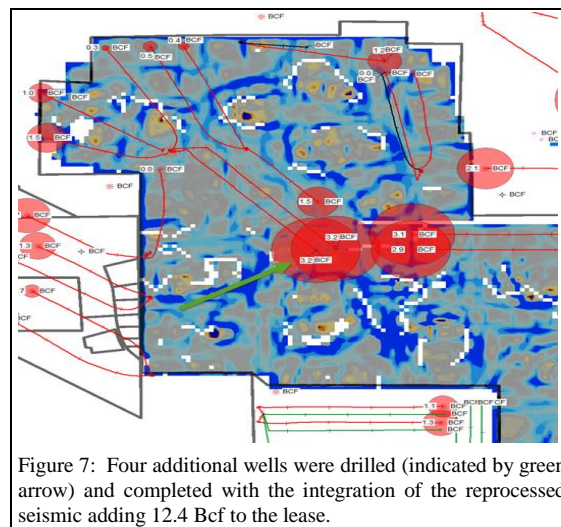 BCF
0.3
0.5
0.4 BCF
BCF
1.2
0.0
BCF BCF
1.0
BCF
BCF
1.5
0.0
BCF
2.1
BCF
BCF
1.5 BCF
3.1
3.2 BCF BCF
2.9 BCF
3.2 BCF
1.3
BCF
BCF
BCF
1.1 BCF
BCF
1.3
BCF
Figure 7: Four additional wells were drilled (indicated by green
arrow) and completed with the integration of the reprocessed
seismic adding 12.4 Bcf to the lease.